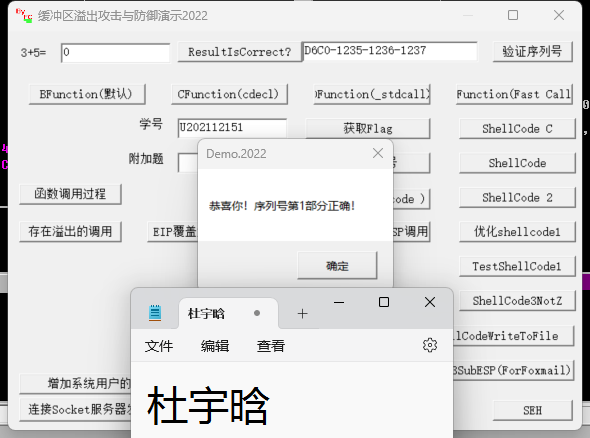 缓冲区溢出攻击与防御演示2022
3+5= 0 ResultIsCorrect? D6C0-1235-1236-1237 验证序列号
BFunction(默认) CFunction(cdecl) Function(_stdcall) Function(Fast Call
学号 U202112151 获取Flag ShellCode C
Demo.2022
附加题 号 ShellCode
恭喜你！序列号第1部分正确！
函数调用过程 code ) ShellCode 2
存在溢出的调用 EIP覆盖 SP调用 优化shellcode1
确定 TestShellCode1
ShellCode3NotZ
杜宇晗
lCodeWriteToFile
文件 编辑 查看
SubESP(ForFoxmail)
增加系统用户的
杜宇晗
连接Socket服务器 SEH